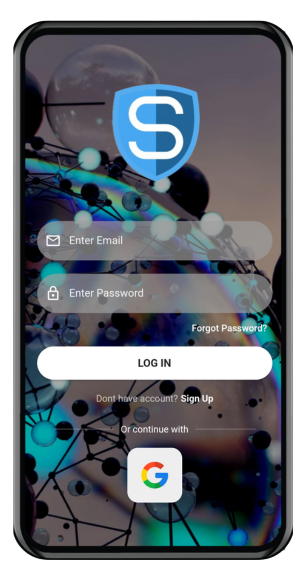 S
Enter Email
Enter Password
Forgot Password?
LOG IN
Dont have account? Sign Up
Or continue with
G